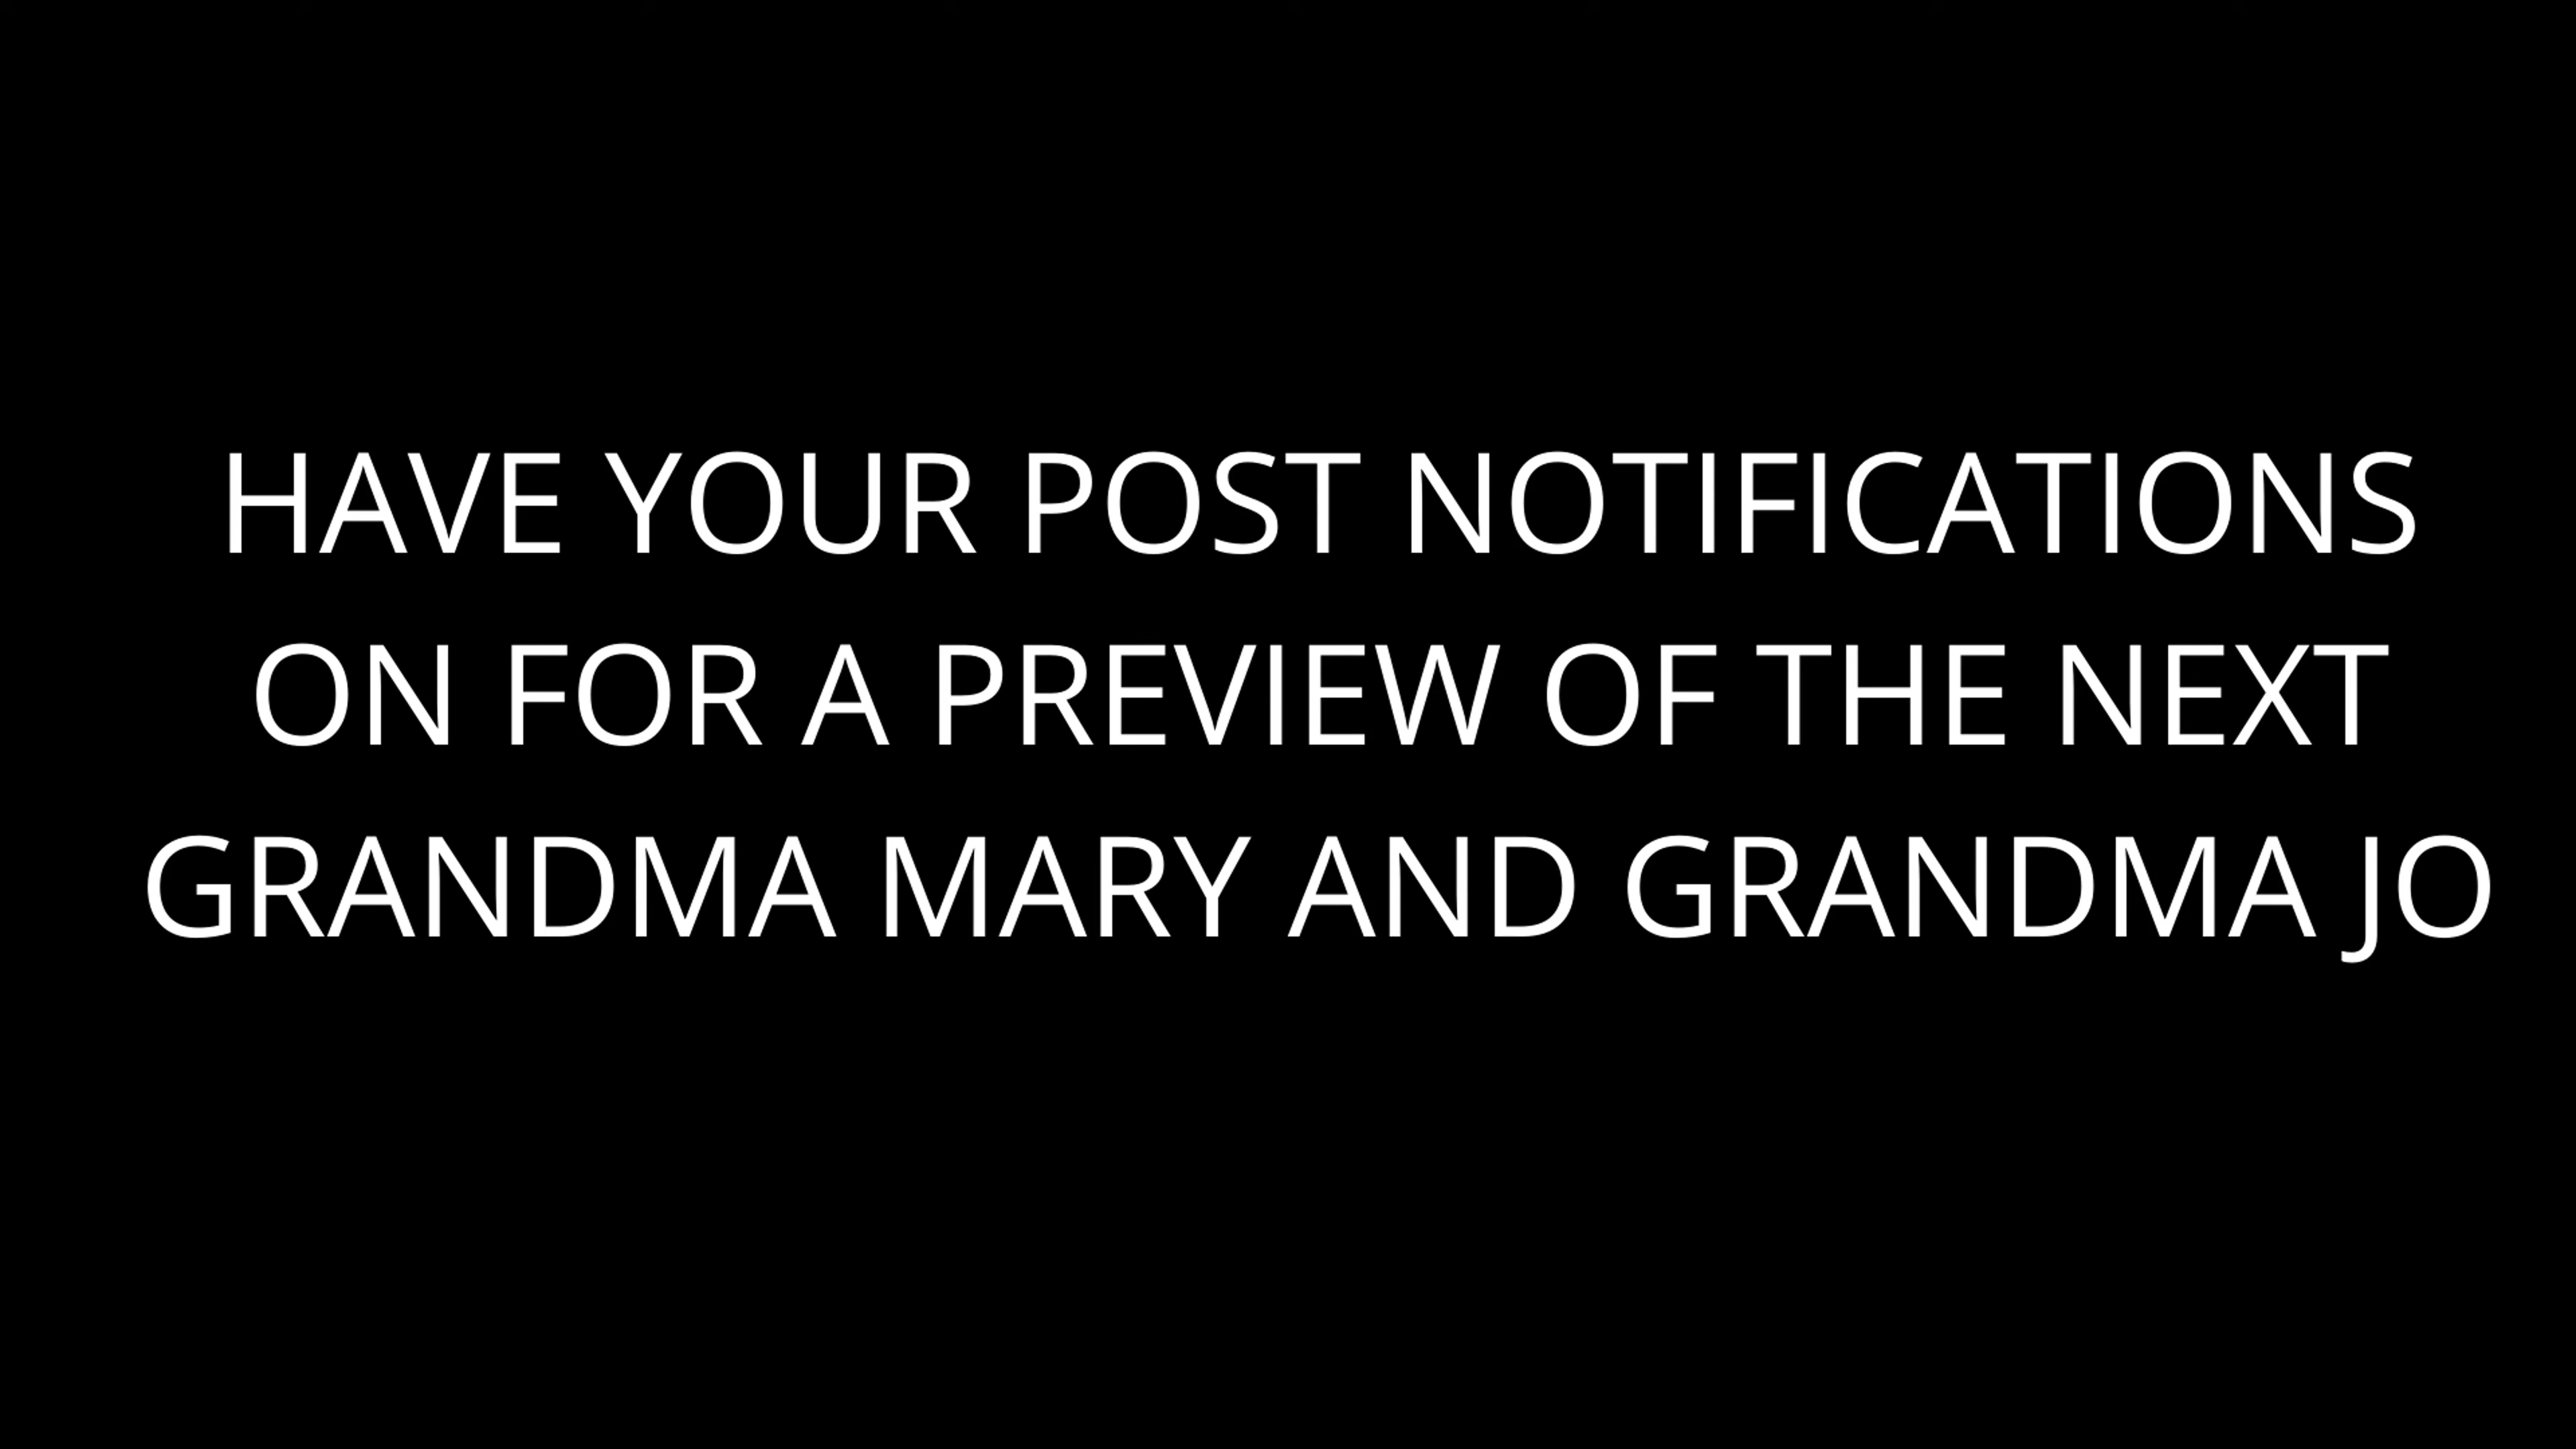 HAVE YOUR POST NOTIFICATIONS
ON FOR A PREVIEW OF THE NEXT
GRANDMA MARY AND GRANDMA JO